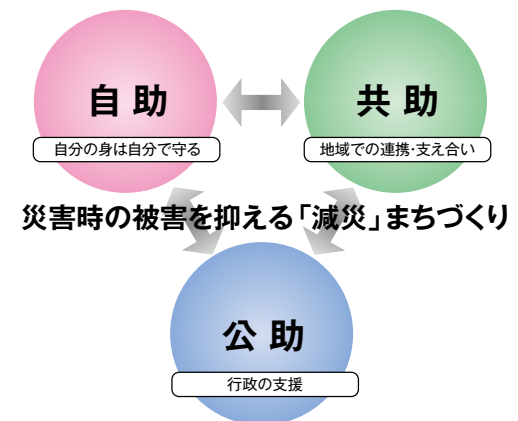 自助
自分の身は自分で守る
共助
地域での連携・支え合い
災害時の被害を抑える「減災」まちづくり
公助
行政の支援